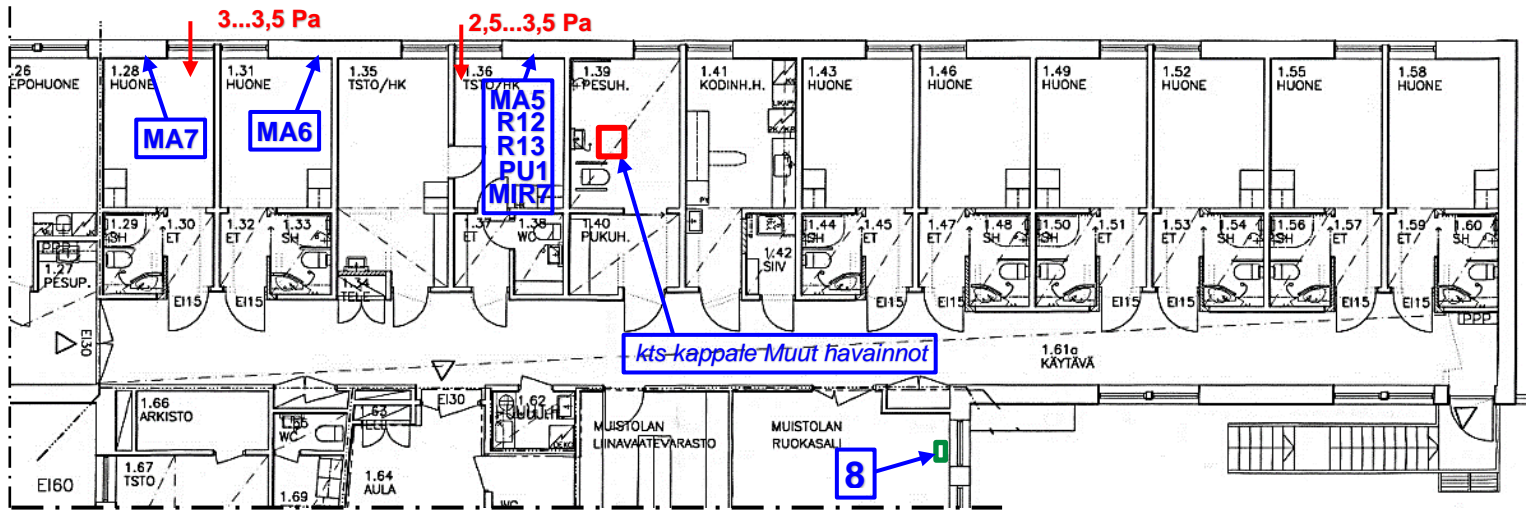 3...3,5 Pa
2,5...3,5 Pa
.26
EPOHUONE
1.28
HUONE
1.31
HUONE
1.35
TSTO/HK
1.36
TSTO/HK
1.39
PESUH.
1.41
KODINH.H.
1.43
HUONE
1.46
HUONE
1.49
HUONE
1.52
HUONE
1.55
HUONE
1.58
HUONE
MA7
MA6
MA5
R12
R13
PU1
MIR7
1.29
SH
1.30
ET
1.32
ET
1.33
SH
1.37
ET
1.38
WC
1.40
PUKUH.
1.42
SIIV
1.44
SH
1.45
ET
1.47
ET
1.48
SH
1.50
SH
1.51
ET
1.53
ET
1.54
SH
1.56
SH
1.57
ET
1.59
ET
1.60
SH
PPP
1.27
PESUP.
1.34
TELE
EI15
EI15
EI15
EI15
EI15
EI15
EI15
EI15
PPP
EI30
kts kappale Muut havainnot
1.61a
KÄYTÄVÄ
1.66
ARKISTO
WC
1.63
TELE
EI30
1.62
MUISTOLAN
LIINAVAATEVARASTO
MUISTOLAN
RUOKASALI
8
EI60
1.67
TSTO
1.69
1.64
AULA
WC